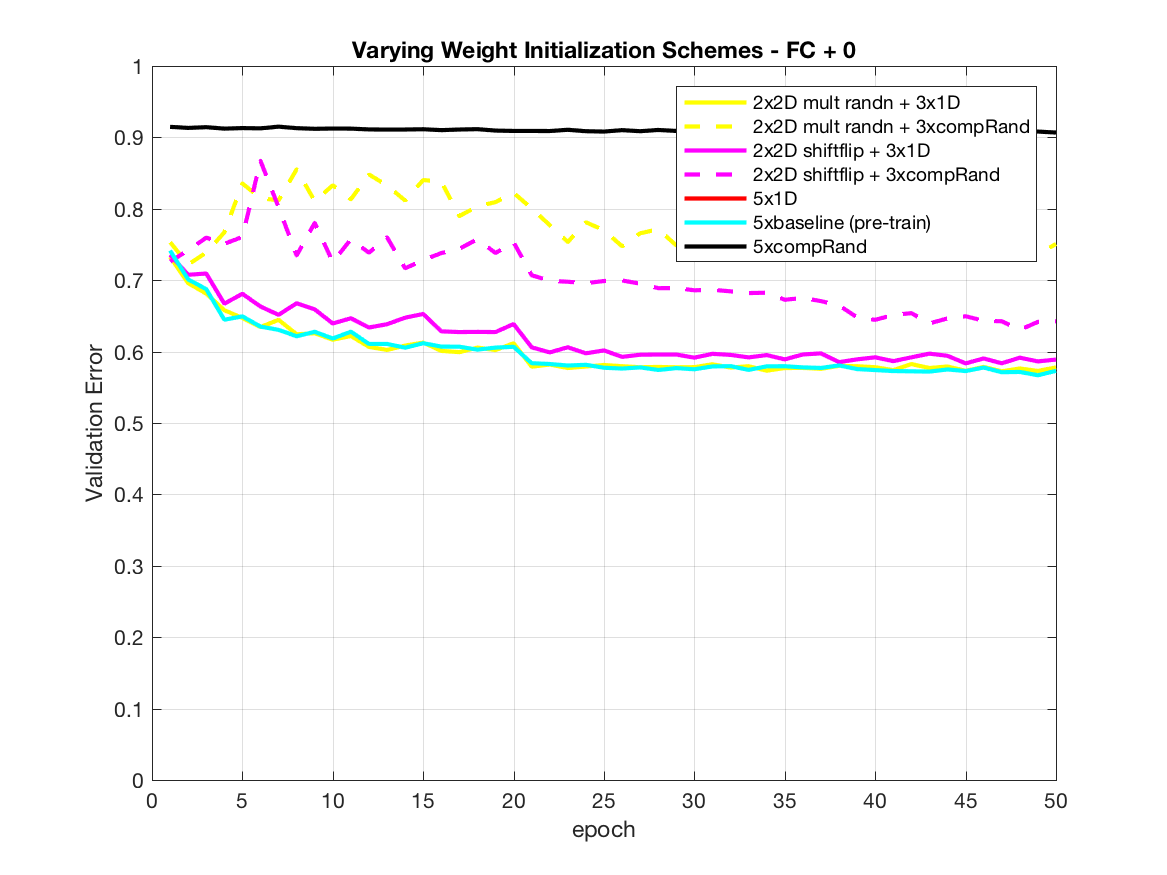 Varying Weight Initialization Schemes - FC + 0
1
0.9
0.8
0.7
0.6
0.5
0.4
0.3
0.2
0.1
0
Validation Error
2x2D mult randn + 3x1D
2x2D mult randn + 3xcompRand
2x2D shiftflip + 3x1D
2x2D shiftflip + 3xcompRand
5x1D
5xbaseline (pre-train)
5xcompRand
0 5 10 15 20 25 30 35 40 45 50
epoch